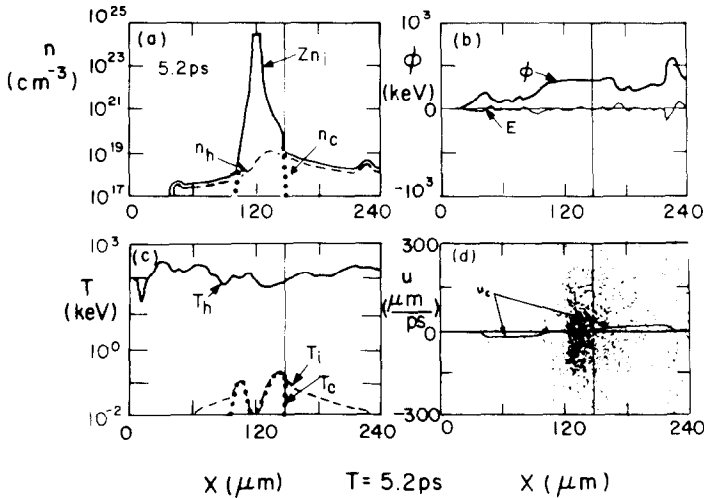 n
(cm⁻³)
10²⁵
10²³
10²¹
10¹⁹
10¹⁷
(a)
5.2ps
Zn_i
n_h
n_c
0
120
240
ϕ
(keV)
10³
0
-10³
(b)
ϕ
E
0
120
240
T
(keV)
10³
10⁰
10⁻²
(c)
T_h
T_i
T_c
0
120
240
X (μm)
u
(μm/ps)
300
0
-300
(d)
u_c
0
120
240
X (μm)
T = 5.2ps